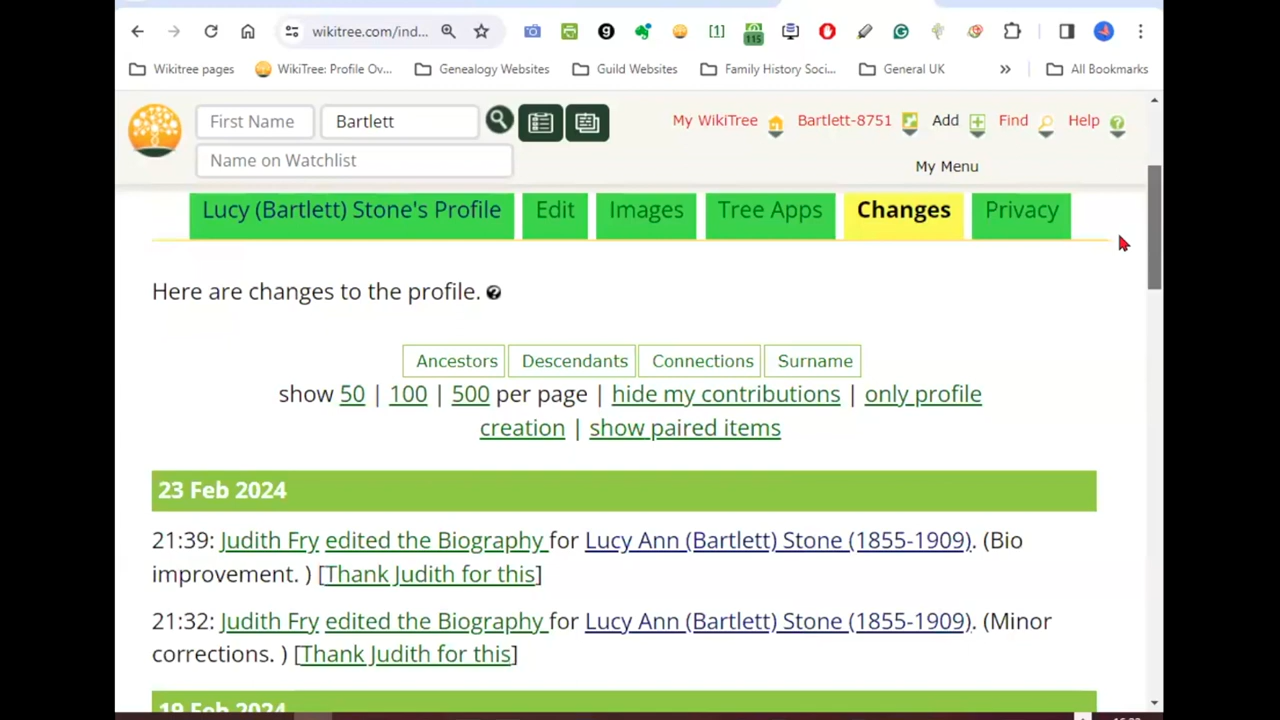 wikitree.com/ind...
[1]
115
Wikitree pages
WikiTree: Profile Ov...
Genealogy Websites
Guild Websites
Family History Soci...
General UK
»
All Bookmarks
First Name
Bartlett
My WikiTree
Bartlett-8751
Add
Find
Help
Name on Watchlist
My Menu
Lucy (Bartlett) Stone's Profile
Edit
Images
Tree Apps
Changes
Privacy
Here are changes to the profile.
Ancestors
Descendants
Connections
Surname
show 50 | 100 | 500 per page | hide my contributions | only profile
creation | show paired items
23 Feb 2024
21:39: Judith Fry edited the Biography for Lucy Ann (Bartlett) Stone (1855-1909). (Bio
improvement. ) [Thank Judith for this]
21:32: Judith Fry edited the Biography for Lucy Ann (Bartlett) Stone (1855-1909). (Minor
corrections. ) [Thank Judith for this]
19 Feb 2024